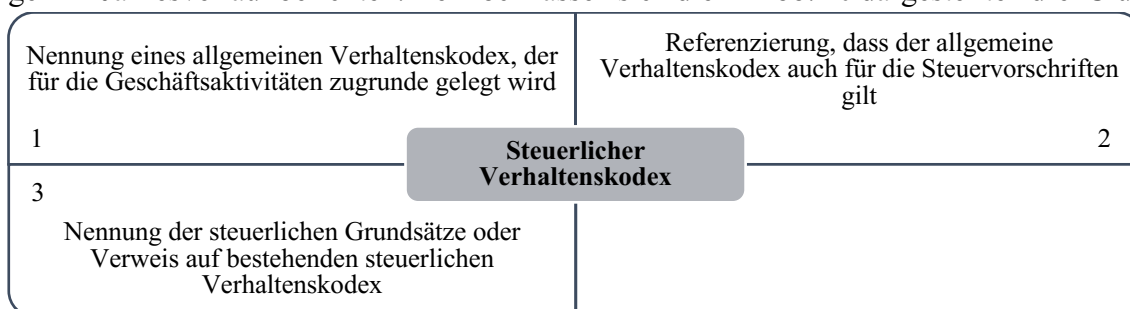 Nennung eines allgemeinen Verhaltenskodex, der
für die Geschäftsaktivitäten zugrunde gelegt wird
1
Referenzierung, dass der allgemeine
Verhaltenskodex auch für die Steuervorschriften
gilt
2
Steuerlicher
Verhaltenskodex
3
Nennung der steuerlichen Grundsätze oder
Verweis auf bestehenden steuerlichen
Verhaltenskodex